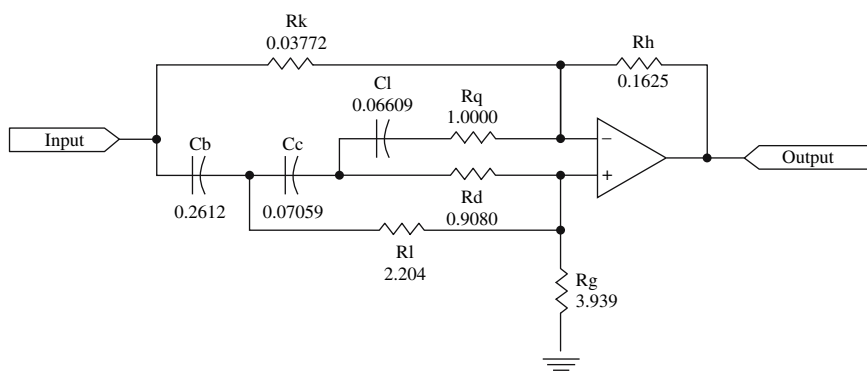 Rk
0.03772
Rh
0.1625
Cl
0.06609
Rq
1.0000
Input
Output
Cb
0.2612
Cc
0.07059
Rd
0.9080
Rl
2.204
Rg
3.939